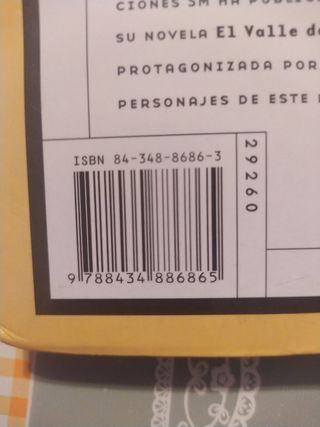 CIONES SM HA PUBLIC
SU NOVELA El Valle de
PROTAGONIZADA POR
PERSONAJES DE ESTE
ISBN 84-348-8686-3
29260
9 788434 886865